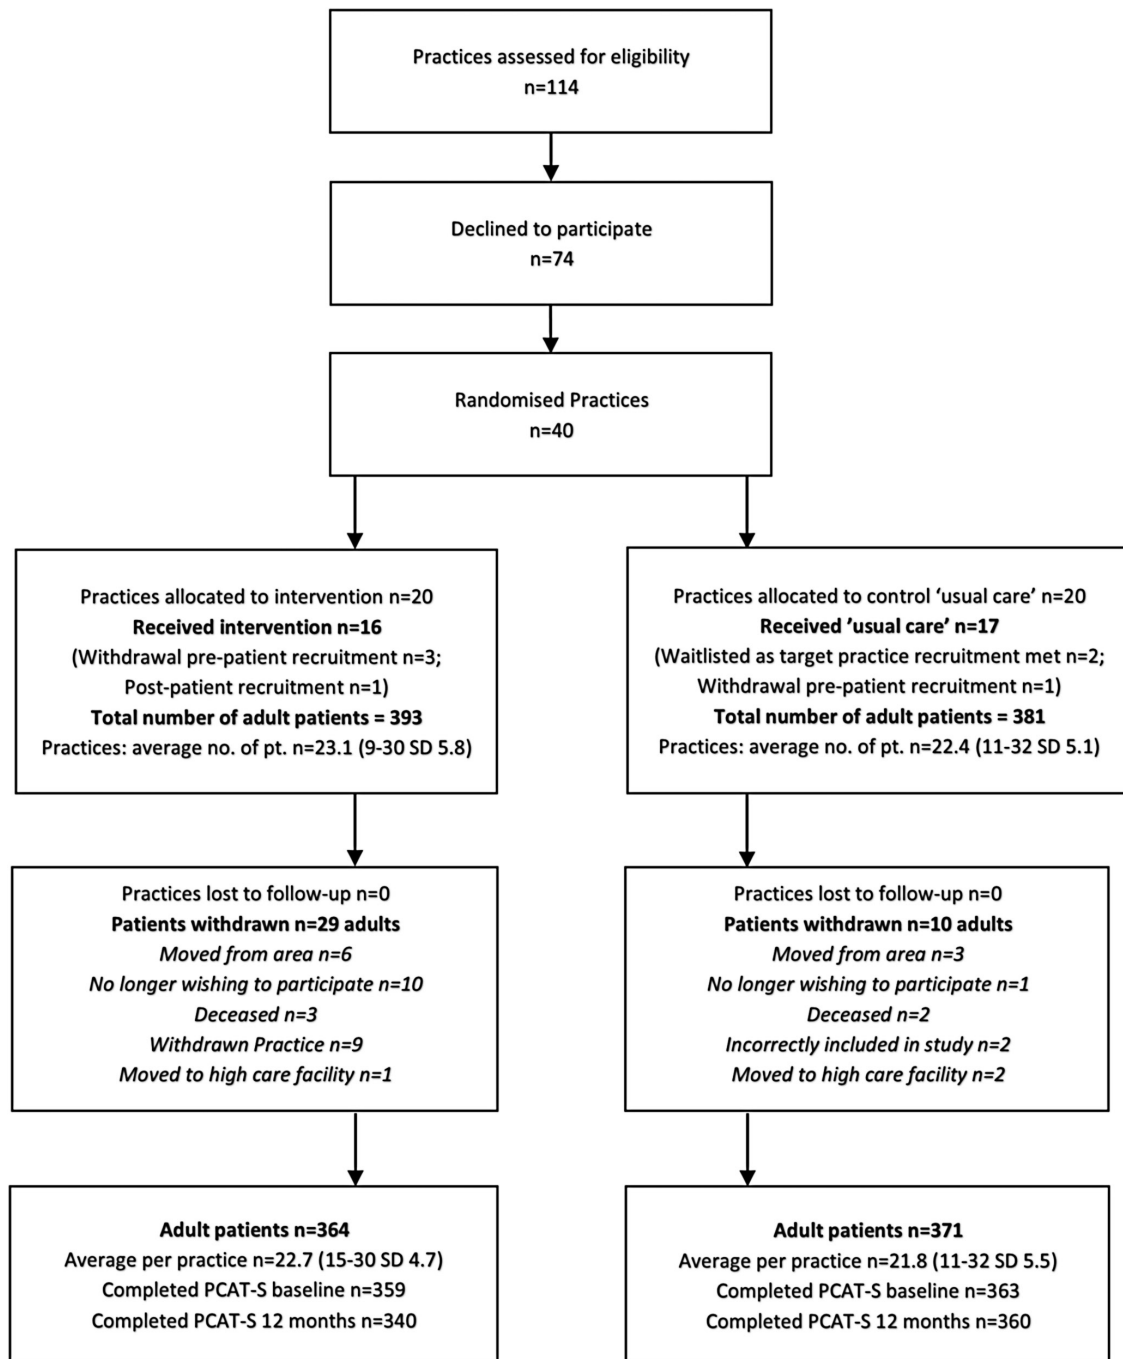 Practices assessed for eligibility
n=114
Declined to participate
n=74
Randomised Practices
n=40
Practices allocated to intervention n=20
Received intervention n=16
(Withdrawal pre-patient recruitment n=3;
Post-patient recruitment n=1)
Total number of adult patients = 393
Practices: average no. of pt. n=23.1 (9-30 SD 5.8)
Practices allocated to control ‘usual care’ n=20
Received ’usual care’ n=17
(Waitlisted as target practice recruitment met n=2;
Withdrawal pre-patient recruitment n=1)
Total number of adult patients = 381
Practices: average no. of pt. n=22.4 (11-32 SD 5.1)
Practices lost to follow-up n=0
Patients withdrawn n=29 adults
Moved from area n=6
No longer wishing to participate n=10
Deceased n=3
Withdrawn Practice n=9
Moved to high care facility n=1
Practices lost to follow-up n=0
Patients withdrawn n=10 adults
Moved from area n=3
No longer wishing to participate n=1
Deceased n=2
Incorrectly included in study n=2
Moved to high care facility n=2
Adult patients n=364
Average per practice n=22.7 (15-30 SD 4.7)
Completed PCAT-S baseline n=359
Completed PCAT-S 12 months n=340
Adult patients n=371
Average per practice n=21.8 (11-32 SD 5.5)
Completed PCAT-S baseline n=363
Completed PCAT-S 12 months n=360